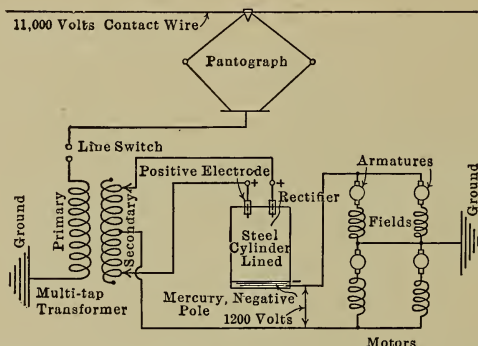 11,000 Volts Contact Wire
Pantograph
Line Switch
Positive Electrode
+
+
Armatures
Rectifier
Ground
Primary
Secondary
Steel
Cylinder
Lined
Fields
Ground
Multi-tap
Transformer
Mercury, Negative
Pole
1200 Volts
Motors